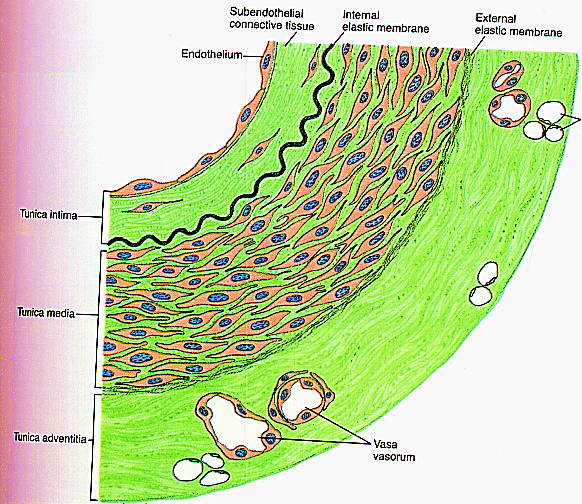 Subendothelial
connective tissue
Internal
elastic membrane
External
elastic membrane
Endothelium
Tunica intima
Tunica media
Tunica adventitia
Vasa
vasorum